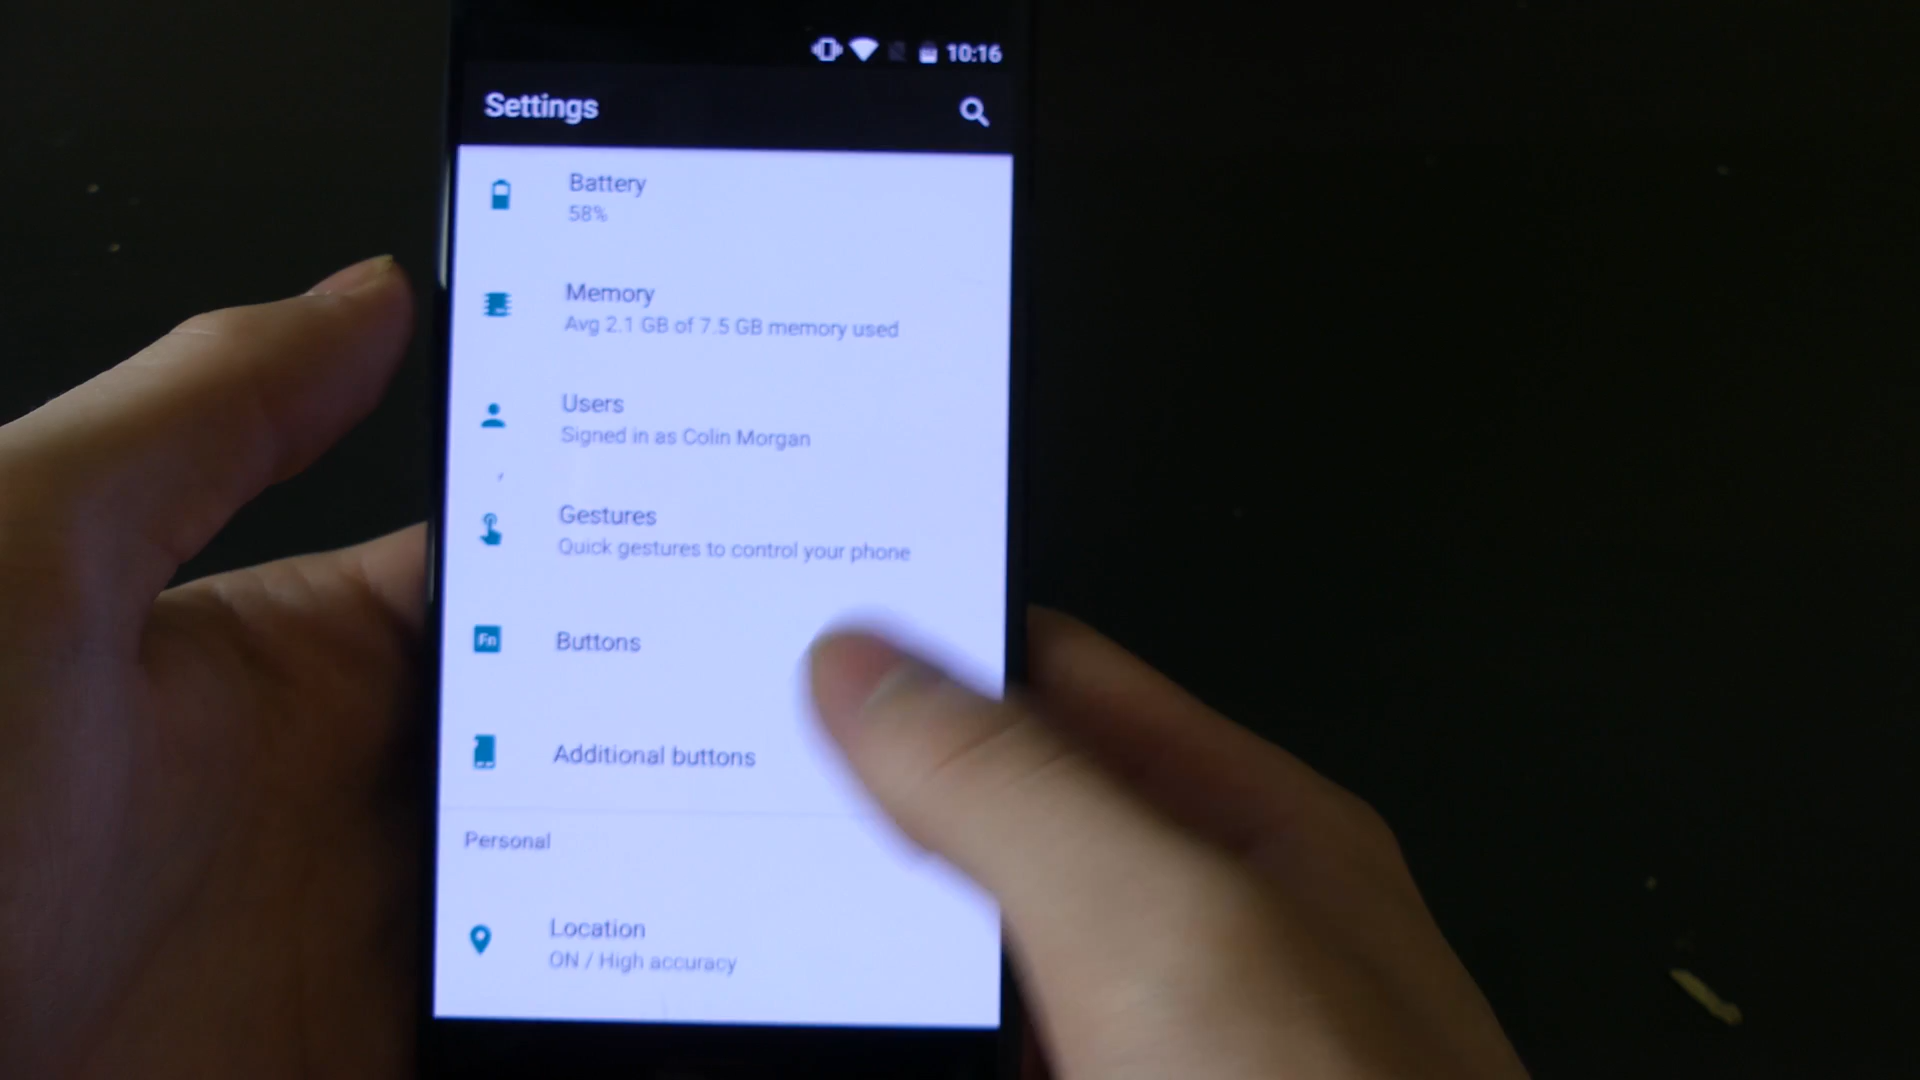 10:16
Settings
Battery
58%
Memory
Avg 2.1 GB of 7.5 GB memory used
Users
Signed in as Colin Morgan
Gestures
Quick gestures to control your phone
Fn
Buttons
Additional buttons
Personal
Location
ON / High accuracy